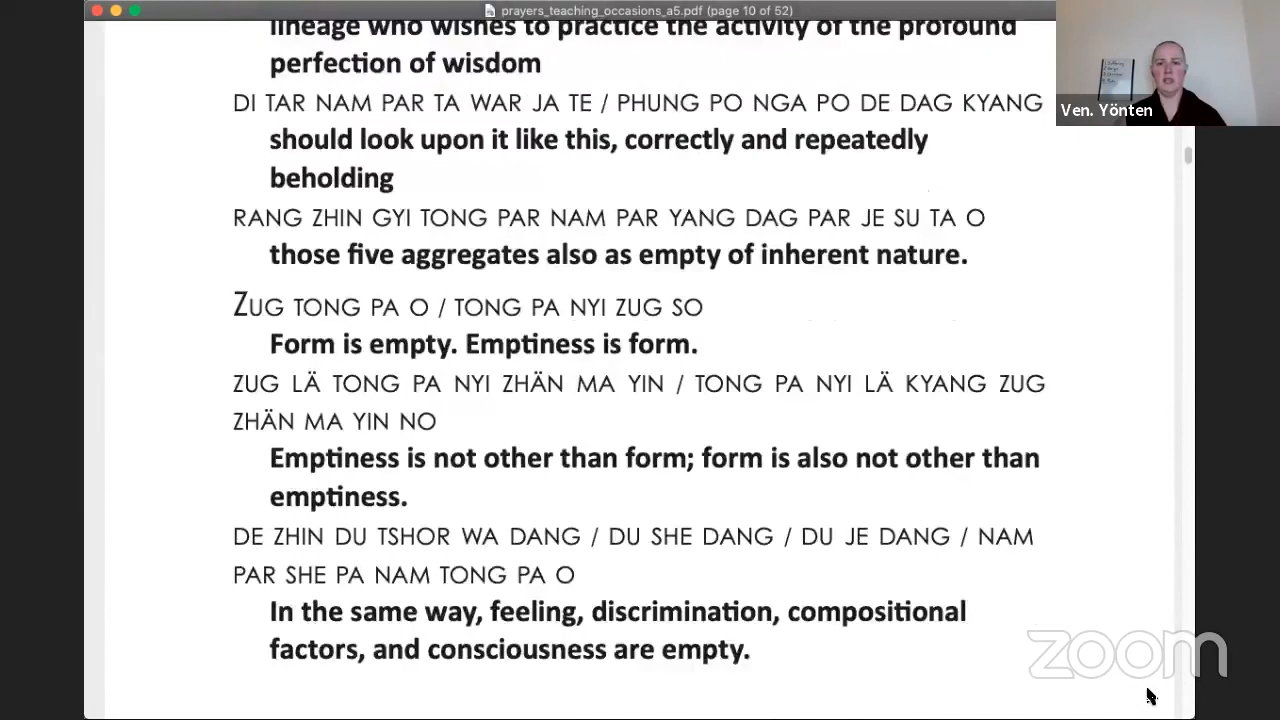 prayers_teaching_occasions_a5.pdf (page 10 of 52)
lineage who wishes to practice the activity of the profound
perfection of wisdom
DI TAR NAM PAR TA WAR JA TE / PHUNG PO NGA PO DE DAG KYANG
should look upon it like this, correctly and repeatedly
beholding
RANG ZHIN GYI TONG PAR NAM PAR YANG DAG PAR JE SU TA O
those five aggregates also as empty of inherent nature.
ZUG TONG PA O / TONG PA NYI ZUG SO
Form is empty. Emptiness is form.
ZUG LÄ TONG PA NYI ZHÄN MA YIN / TONG PA NYI LÄ KYANG ZUG
ZHÄN MA YIN NO
Emptiness is not other than form; form is also not other than
emptiness.
DE ZHIN DU TSHOR WA DANG / DU SHE DANG / DU JE DANG / NAM
PAR SHE PA NAM TONG PA O
In the same way, feeling, discrimination, compositional
factors, and consciousness are empty.
Ven. Yönten
zoom